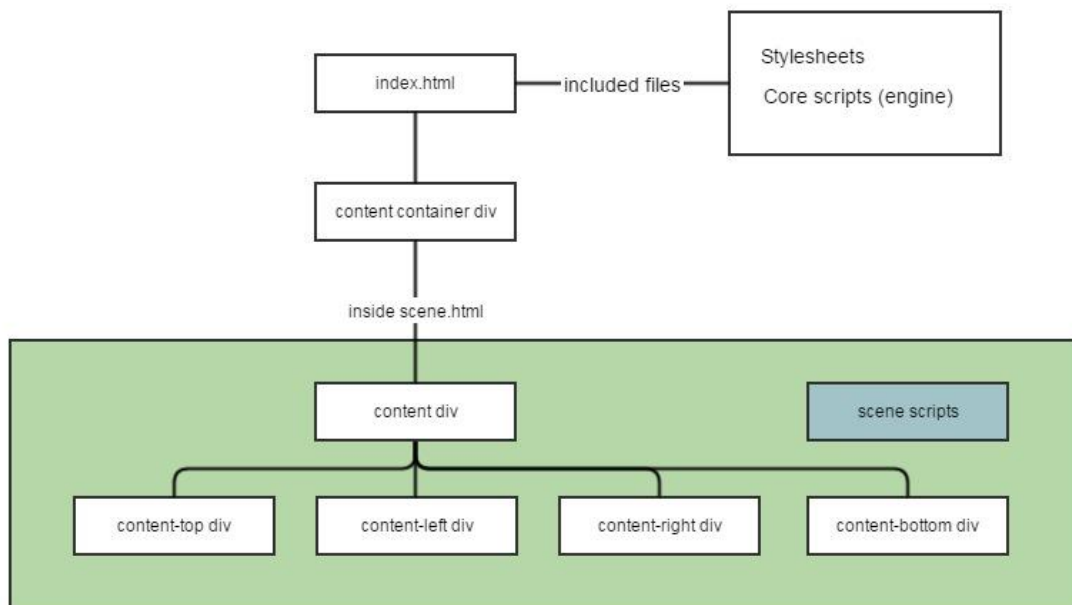 Stylesheets
index.html
included files
Core scripts (engine)
content container div
inside scene.html
content div
scene scripts
content-top div
content-left div
content-right div
content-bottom div